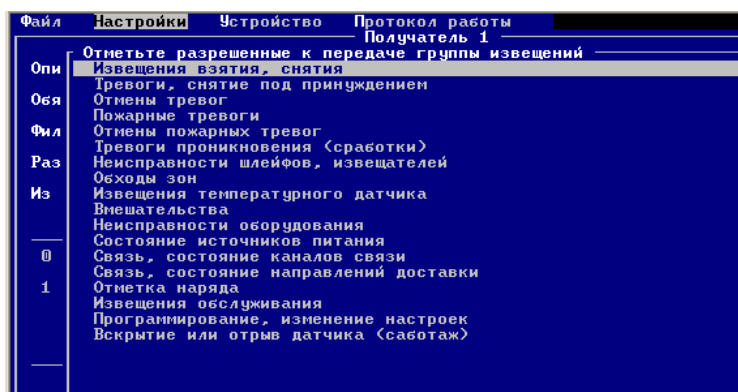 Файл Настройки Устройство Протокол работы
Получатель 1
Отметьте разрешенные к передаче группы извещений
Опи Извещения взятия, снятия
Тревоги, снятие под принуждением
Обя Отмены тревог
Пожарные тревоги
Фил Отмены пожарных тревог
Тревоги проникновения (сработки)
Раз Неисправности шлейфов, извещателей
Обходы зон
Из Извещения температурного датчика
Вмешательства
Неисправности оборудования
Состояние источников питания
0 Связь, состояние каналов связи
Связь, состояние направлений доставки
1 Отметка наряда
Извещения обслуживания
Программирование, изменение настроек
Вскрытие или отрыв датчика (саботаж)